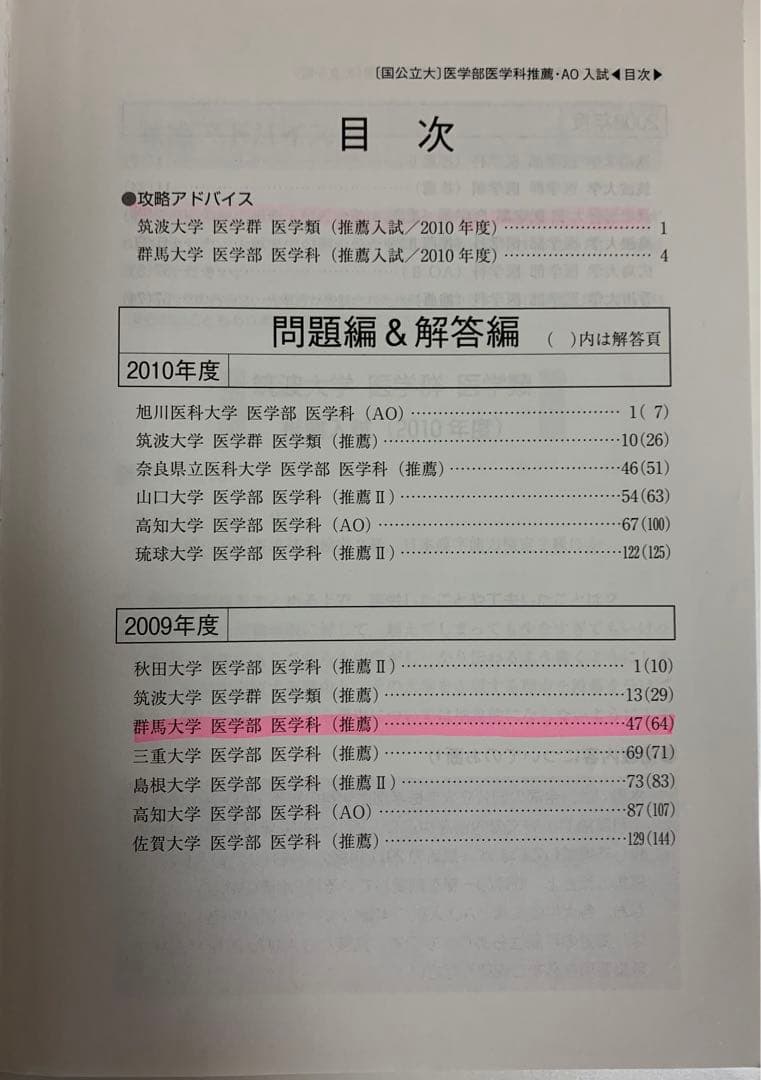 〔国公立大〕医学部医学科推薦・AO入試◀目次▶
目 次
●攻略アドバイス
筑波大学 医学群 医学類（推薦入試／2010年度）……………………… 1
群馬大学 医学部 医学科（推薦入試／2010年度）……………………… 4
問題編＆解答編 （ ）内は解答頁
2010年度
旭川医科大学 医学部 医学科（AO）……………………………… 1( 7)
筑波大学 医学群 医学類（推薦）………………………………10(26)
奈良県立医科大学 医学部 医学科（推薦）……………………46(51)
山口大学 医学部 医学科（推薦Ⅱ）……………………………54(63)
高知大学 医学部 医学科（AO）…………………………………67(100)
琉球大学 医学部 医学科（推薦Ⅱ）……………………………122(125)
2009年度
秋田大学 医学部 医学科（推薦Ⅱ）…………………………… 1(10)
筑波大学 医学群 医学類（推薦）………………………………13(29)
群馬大学 医学部 医学科（推薦）………………………………47(64)
三重大学 医学部 医学科（推薦）………………………………69(71)
島根大学 医学部 医学科（推薦Ⅱ）……………………………73(83)
高知大学 医学部 医学科（AO）…………………………………87(107)
佐賀大学 医学部 医学科（推薦）………………………………129(144)